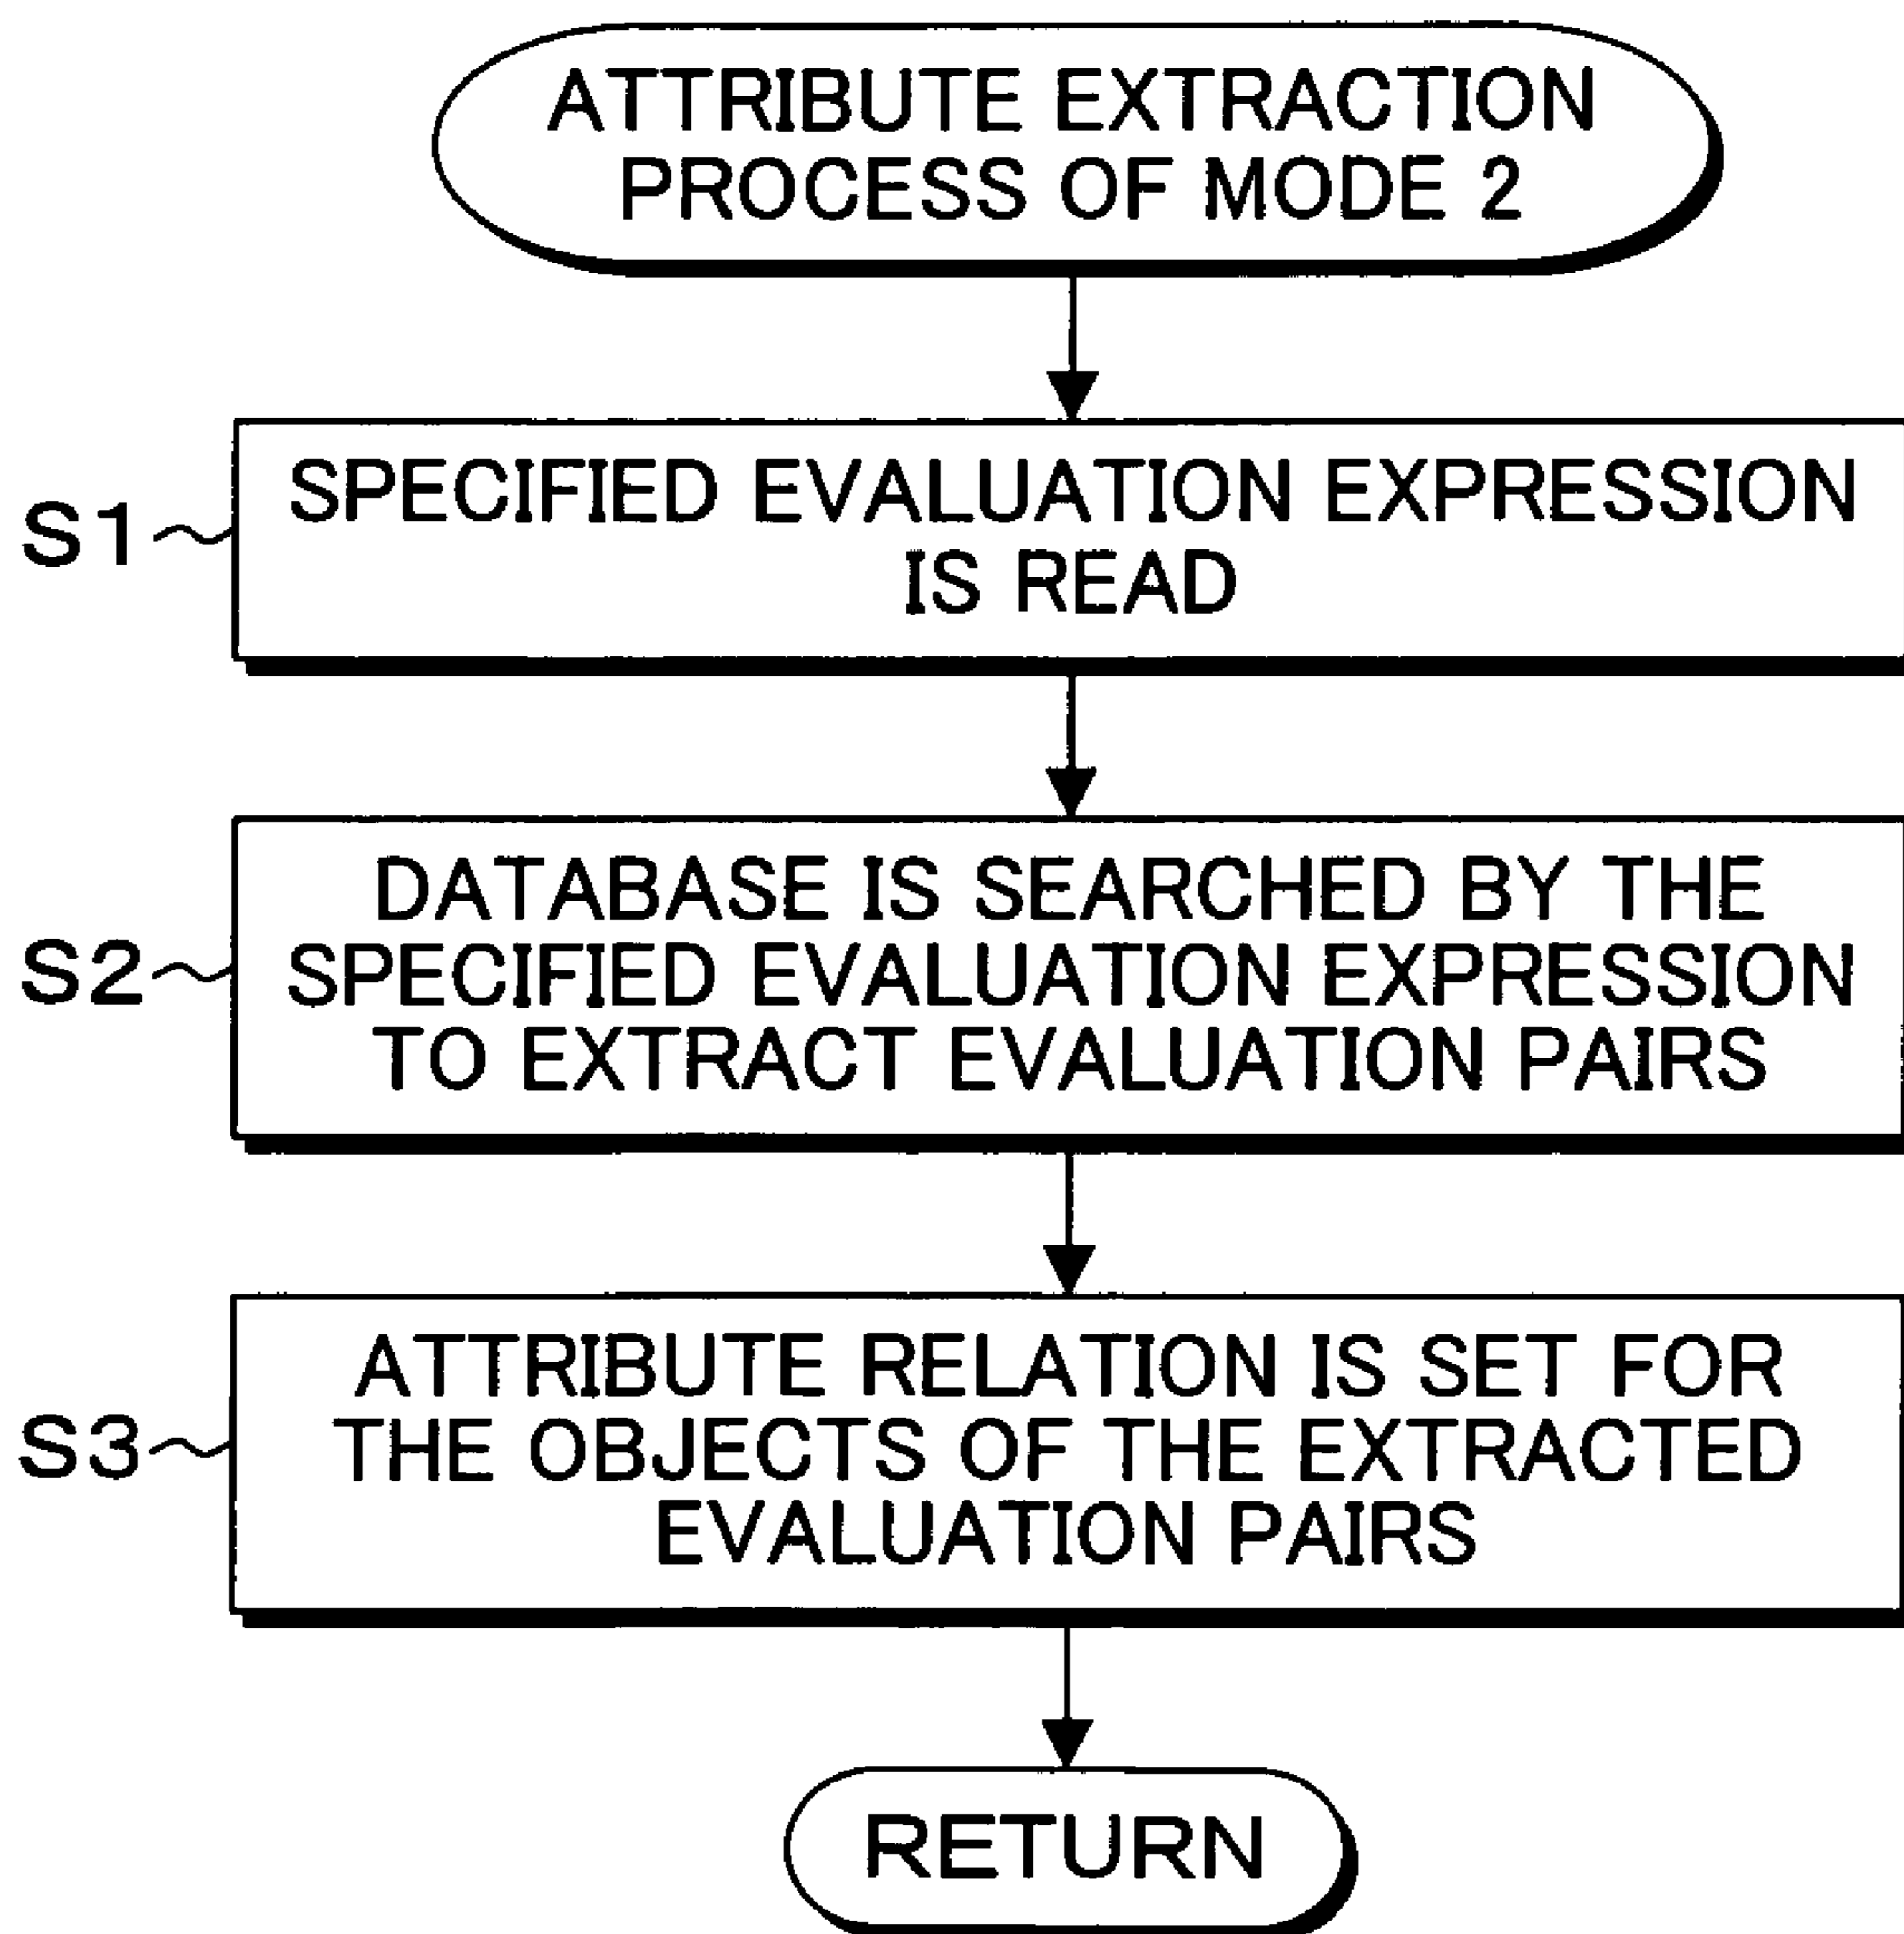 ATTRIBUTE EXTRACTION
PROCESS OF MODE 2
S1
SPECIFIED EVALUATION EXPRESSION
IS READ
S2
DATABASE IS SEARCHED BY THE
SPECIFIED EVALUATION EXPRESSION
TO EXTRACT EVALUATION PAIRS
S3
ATTRIBUTE RELATION IS SET FOR
THE OBJECTS OF THE EXTRACTED
EVALUATION PAIRS
RETURN